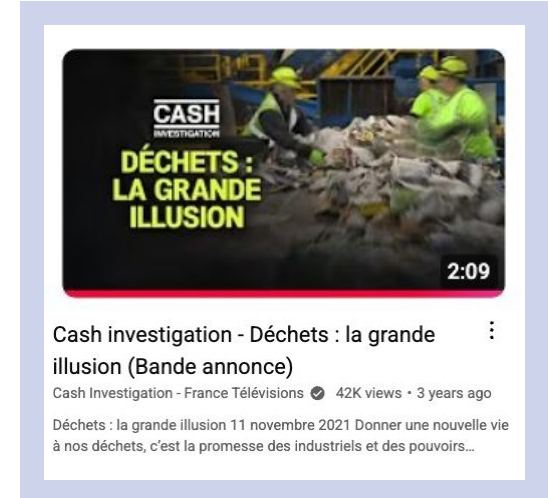 CASH
INVESTIGATION
DÉCHETS :
LA GRANDE
ILLUSION
2:09
Cash investigation - Déchets : la grande
illusion (Bande annonce)
Cash Investigation - France Télévisions 42K views • 3 years ago
Déchets : la grande illusion 11 novembre 2021 Donner une nouvelle vie
à nos déchets, c'est la promesse des industriels et des pouvoirs...